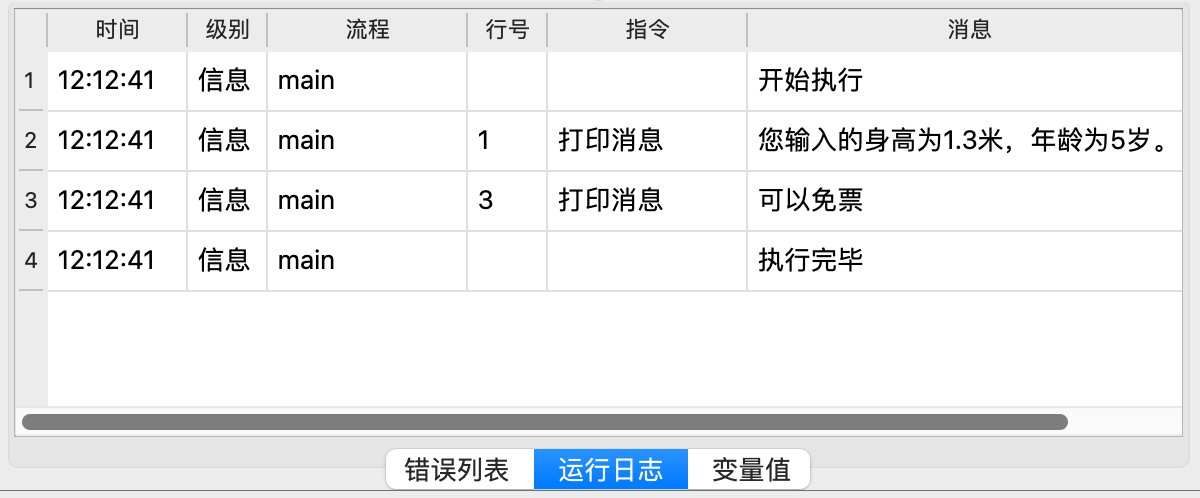 时间 级别 流程 行号 指令 消息
1 12:12:41 信息 main 开始执行
2 12:12:41 信息 main 1 打印消息 您输入的身高为1.3米，年龄为5岁。
3 12:12:41 信息 main 3 打印消息 可以免票
4 12:12:41 信息 main 执行完毕
错误列表 运行日志 变量值